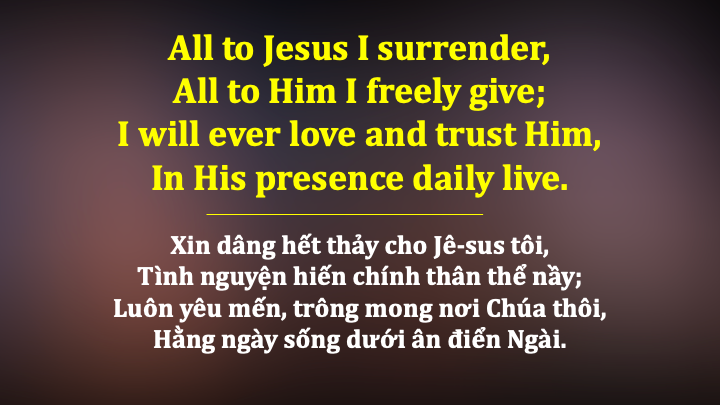 All to Jesus I surrender,
All to Him I freely give;
I will ever love and trust Him,
In His presence daily live.
Xin dâng hết thảy cho Jê-sus tôi,
Tình nguyện hiến chính thân thể nầy;
Luôn yêu mến, trông mong nơi Chúa thôi,
Hằng ngày sống dưới ân điển Ngài.